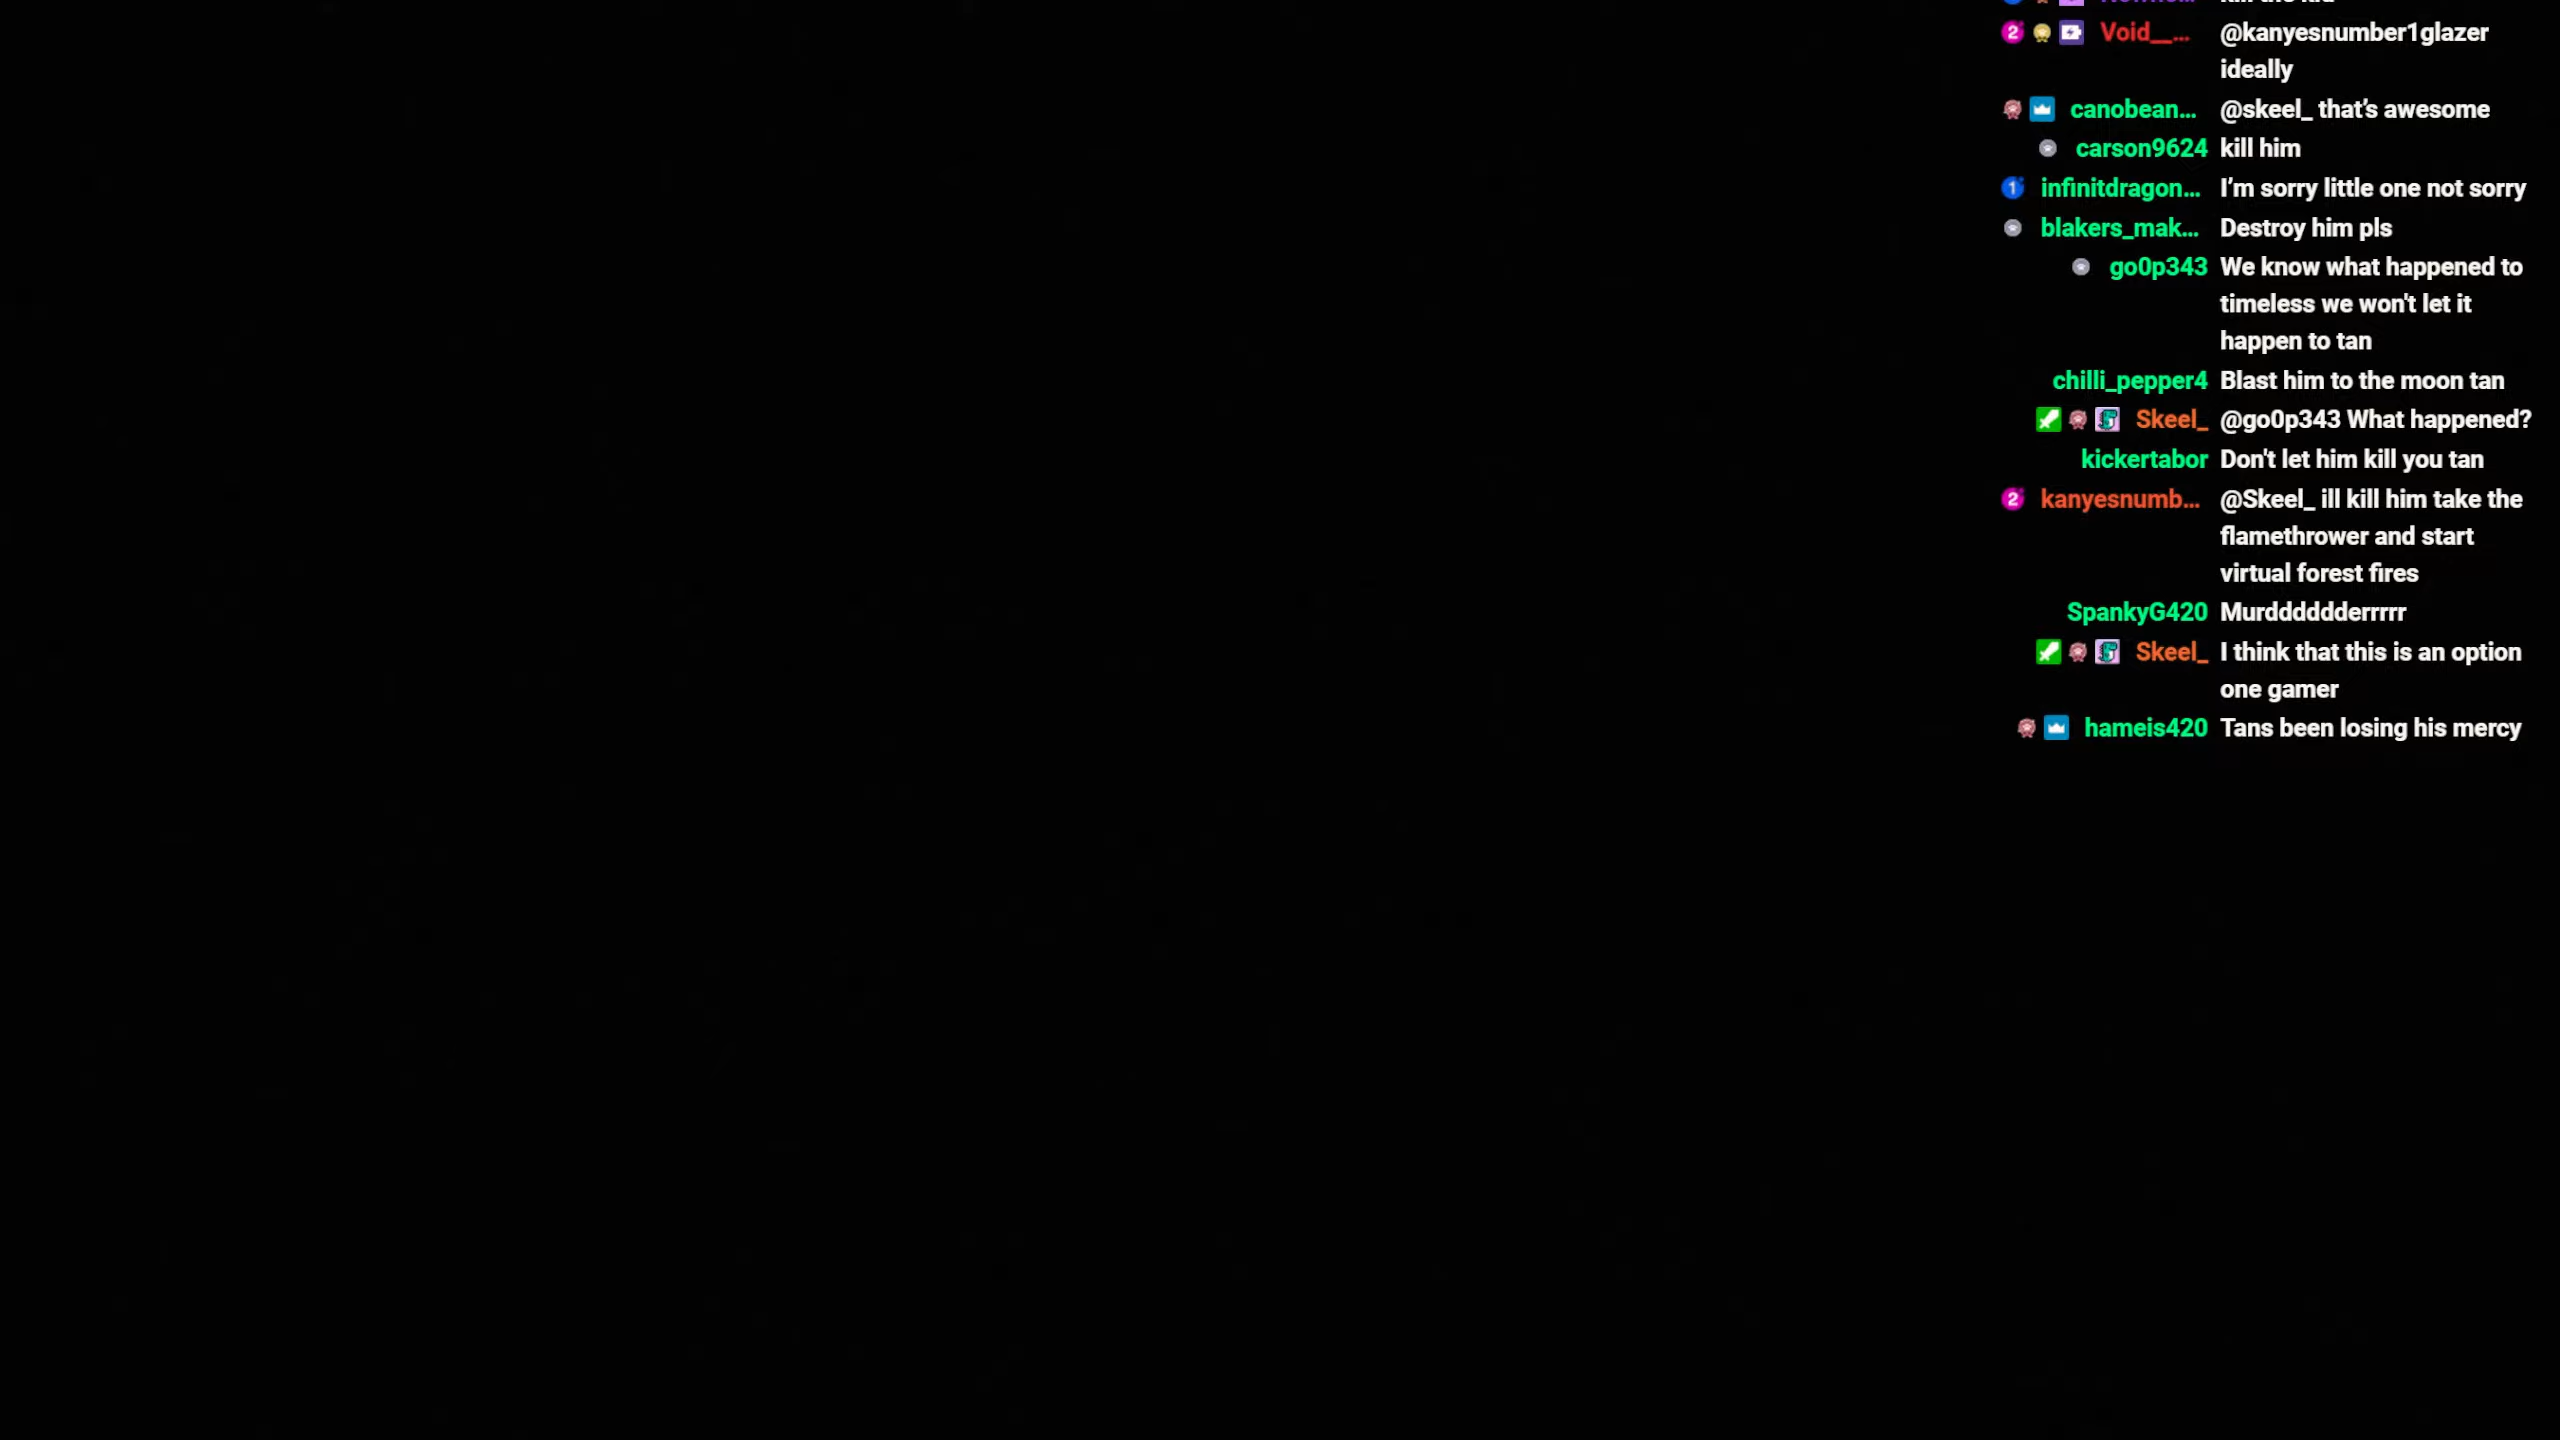 Void__… @kanyesnumber1glazer
ideally
canobean… @skeel_ that’s awesome
carson9624 kill him
infinitdragon… I’m sorry little one not sorry
blakers_mak… Destroy him pls
go0p343 We know what happened to
timeless we won't let it
happen to tan
chilli_pepper4 Blast him to the moon tan
Skeel_ @go0p343 What happened?
kickertabor Don't let him kill you tan
kanyesnumb… @Skeel_ ill kill him take the
flamethrower and start
virtual forest fires
SpankyG420 Murdddddderrrrr
Skeel_ I think that this is an option
one gamer
hameis420 Tans been losing his mercy